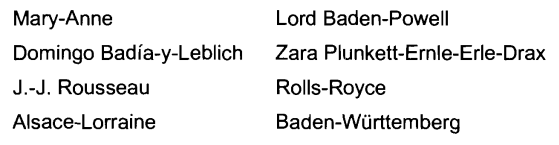 Mary-Anne Lord Baden-Powell
Domingo Badía-y-Leblich Zara Plunkett-Ernle-Erle-Drax
J.-J. Rousseau Rolls-Royce
Alsace-Lorraine Baden-Württemberg